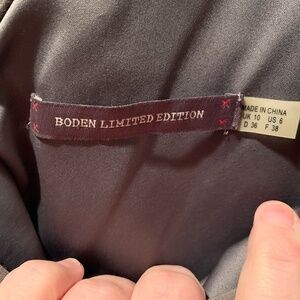 BODEN LIMITED EDITION
MADE IN CHINA
UK 10 US 6
D 36 F 38